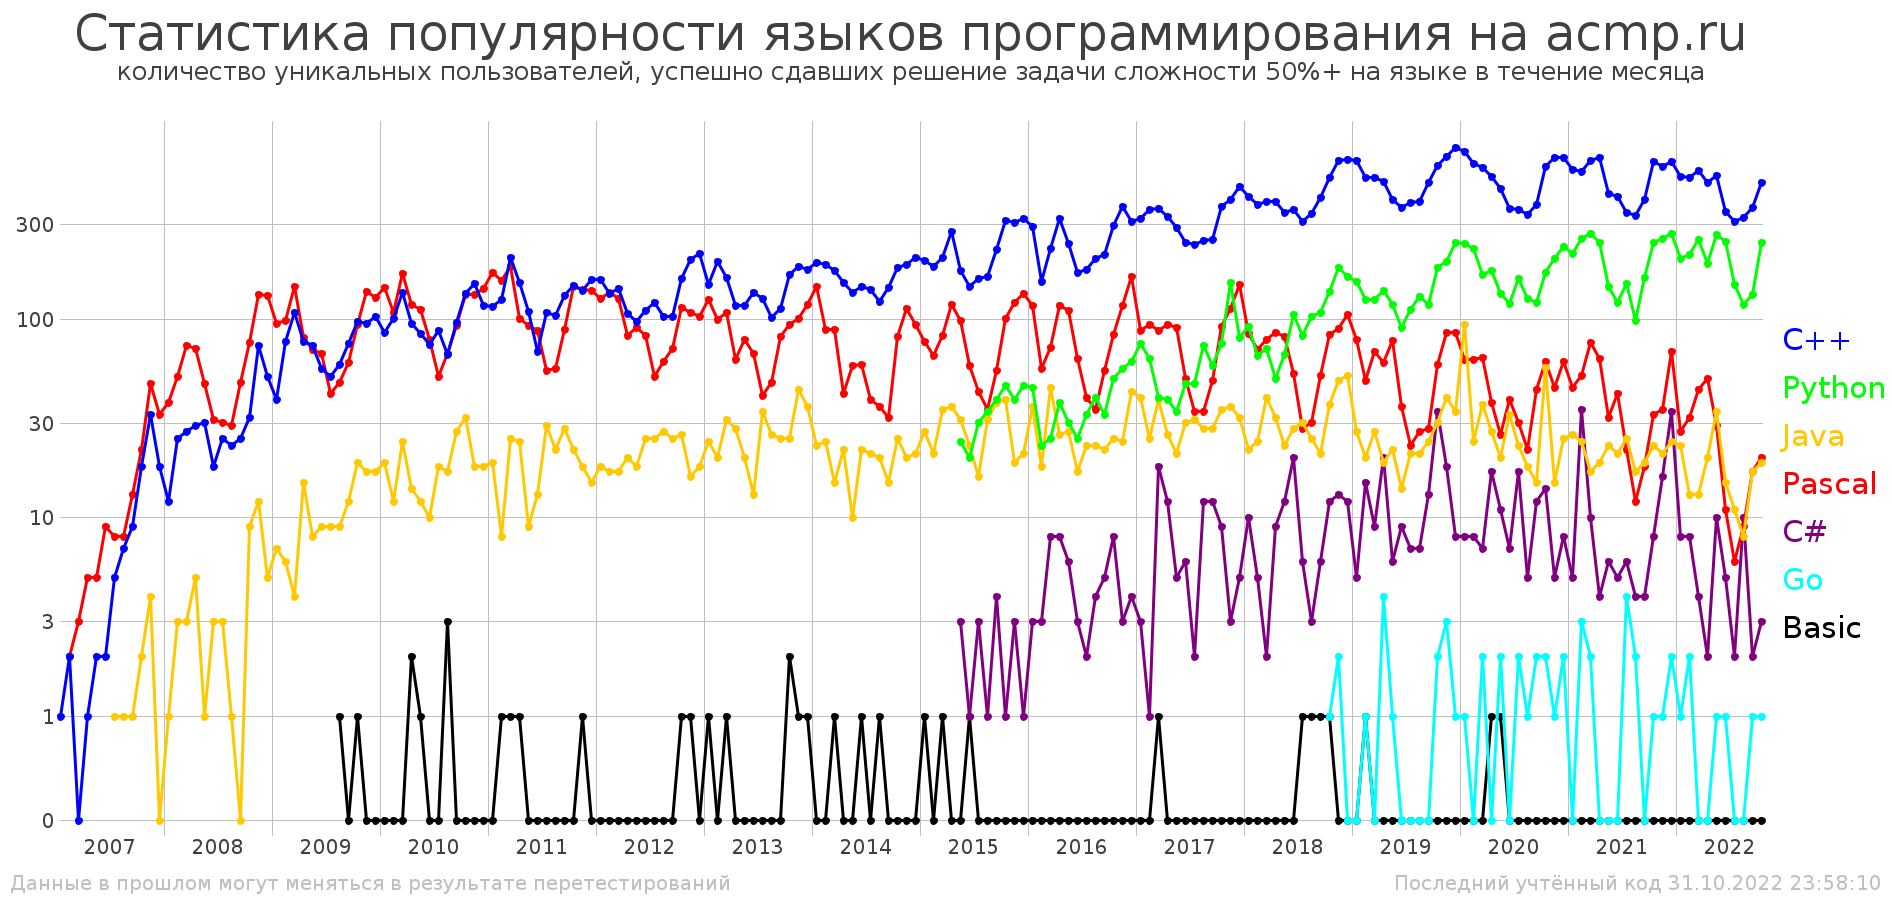 Статистика популярности языков программирования на acmp.ru
количество уникальных пользователей, успешно сдавших решение задачи сложности 50%+ на языке в течение месяца
300
100
30
10
3
1
0
C++
Python
Java
Pascal
C#
Go
Basic
2007 2008 2009 2010 2011 2012 2013 2014 2015 2016 2017 2018 2019 2020 2021 2022
Данные в прошлом могут меняться в результате перетестирований
Последний учтённый код 31.10.2022 23:58:10